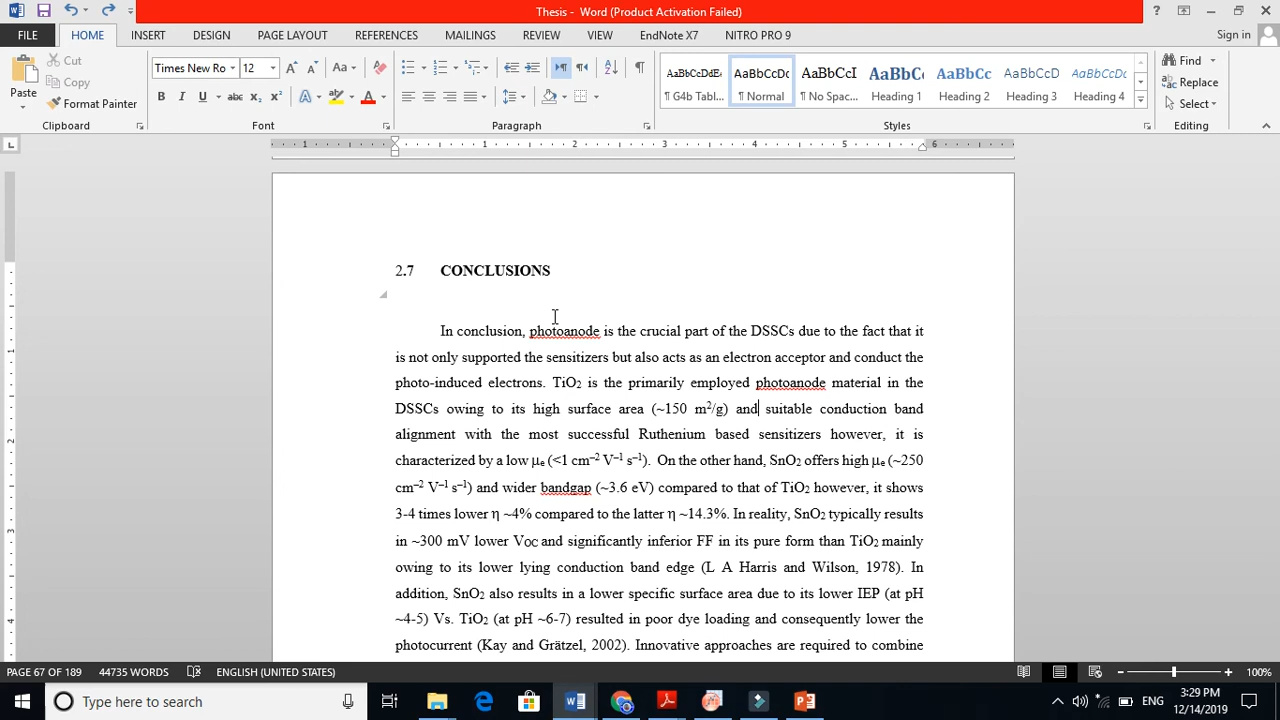 Thesis - Word (Product Activation Failed)
FILE HOME INSERT DESIGN PAGE LAYOUT REFERENCES MAILINGS REVIEW VIEW EndNote X7 NITRO PRO 9 Sign in
Paste
Cut
Copy
Format Painter
Clipboard
Times New Ro 12
Font
Paragraph
AaBbCcDdE AaBbCcDc AaBbCcI AaBbC AaBbCc AaBbCcD AaBbCcD
¶ G4b Tabl... ¶ Normal ¶ No Spac... Heading 1 Heading 2 Heading 3 Heading 4
Styles
Find
Replace
Select
Editing
1 1 2 3 4 5 6
2.7 CONCLUSIONS
In conclusion, photoanode is the crucial part of the DSSCs due to the fact that it
is not only supported the sensitizers but also acts as an electron acceptor and conduct the
photo-induced electrons. TiO₂ is the primarily employed photoanode material in the
DSSCs owing to its high surface area (~150 m²/g) and suitable conduction band
alignment with the most successful Ruthenium based sensitizers however, it is
characterized by a low μₑ (<1 cm⁻² V⁻¹ s⁻¹). On the other hand, SnO₂ offers high μₑ (~250
cm⁻² V⁻¹ s⁻¹) and wider bandgap (~3.6 eV) compared to that of TiO₂ however, it shows
3-4 times lower η ~4% compared to the latter η ~14.3%. In reality, SnO₂ typically results
in ~300 mV lower VOC and significantly inferior FF in its pure form than TiO₂ mainly
owing to its lower lying conduction band edge (L A Harris and Wilson, 1978). In
addition, SnO₂ also results in a lower specific surface area due to its lower IEP (at pH
~4-5) Vs. TiO₂ (at pH ~6-7) resulted in poor dye loading and consequently lower the
photocurrent (Kay and Grätzel, 2002). Innovative approaches are required to combine
PAGE 67 OF 189 44735 WORDS ENGLISH (UNITED STATES) 100%
Type here to search
ENG
3:29 PM
12/14/2019